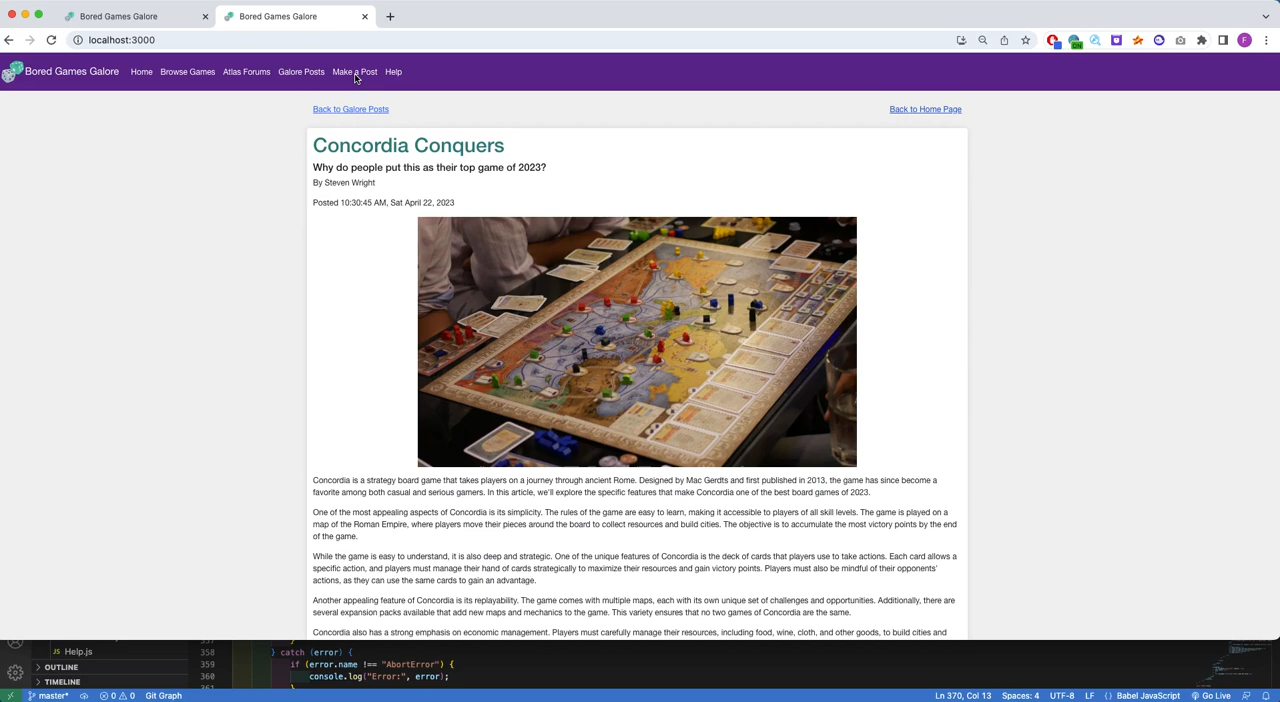 Bored Games Galore
Bored Games Galore
localhost:3000
ON
F
Bored Games Galore Home Browse Games Atlas Forums Galore Posts Make a Post Help
Back to Galore Posts
Back to Home Page
Concordia Conquers
Why do people put this as their top game of 2023?
By Steven Wright
Posted 10:30:45 AM, Sat April 22, 2023
Concordia is a strategy board game that takes players on a journey through ancient Rome. Designed by Mac Gerdts and first published in 2013, the game has since become a
favorite among both casual and serious gamers. In this article, we'll explore the specific features that make Concordia one of the best board games of 2023.
One of the most appealing aspects of Concordia is its simplicity. The rules of the game are easy to learn, making it accessible to players of all skill levels. The game is played on a
map of the Roman Empire, where players move their pieces around the board to collect resources and build cities. The objective is to accumulate the most victory points by the end
of the game.
While the game is easy to understand, it is also deep and strategic. One of the unique features of Concordia is the deck of cards that players use to take actions. Each card allows a
specific action, and players must manage their hand of cards strategically to maximize their resources and gain victory points. Players must also be mindful of their opponents'
actions, as they can use the same cards to gain an advantage.
Another appealing feature of Concordia is its replayability. The game comes with multiple maps, each with its own unique set of challenges and opportunities. Additionally, there are
several expansion packs available that add new maps and mechanics to the game. This variety ensures that no two games of Concordia are the same.
Concordia also has a strong emphasis on economic management. Players must carefully manage their resources, including food, wine, cloth, and other goods, to build cities and
Help.js
OUTLINE
TIMELINE
357 }
358 } catch (error) {
359 if (error.name !== "AbortError") {
360 console.log("Error:", error);
361 }
master* 0 0 Git Graph
Ln 370, Col 13 Spaces: 4 UTF-8 LF {} Babel JavaScript Go Live